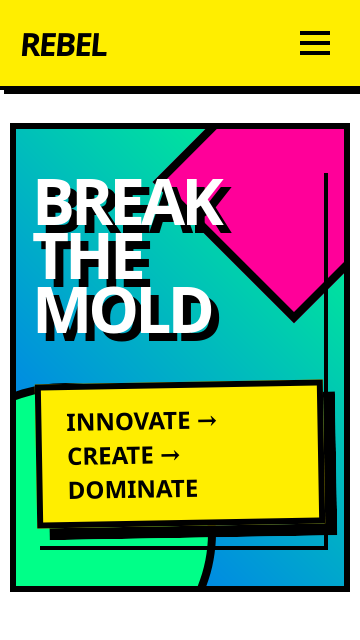 REBEL
BREAK
THE
MOLD
INNOVATE →
CREATE →
DOMINATE